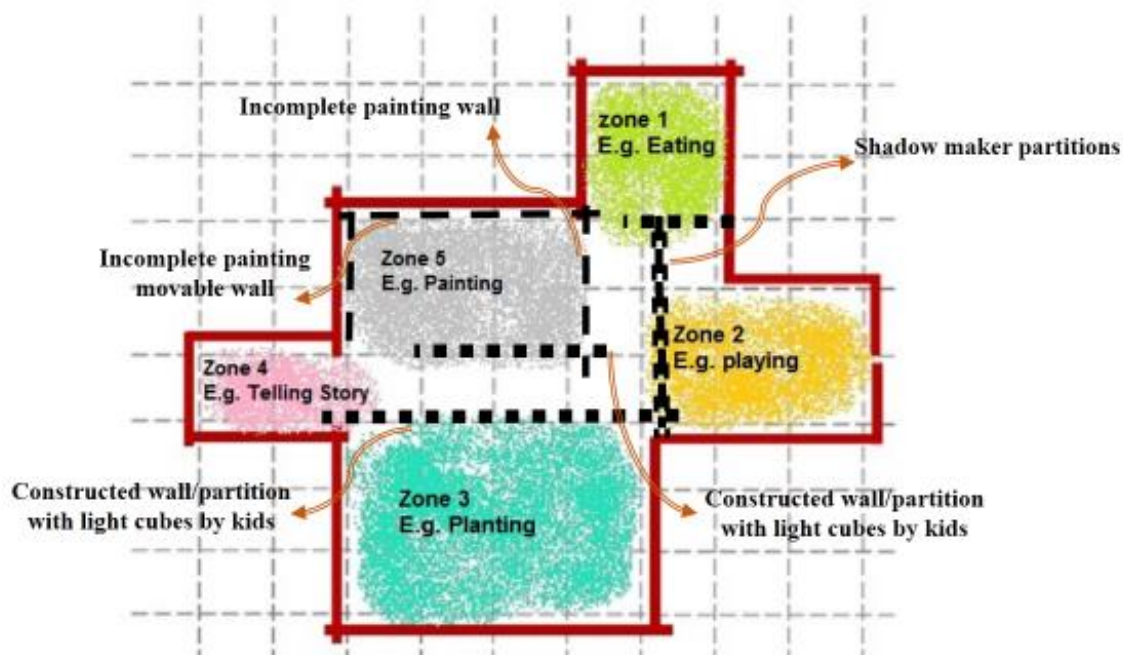 Incomplete painting wall
zone 1
E.g. Eating
Shadow maker partitions
Incomplete painting
movable wall
Zone 5
E.g. Painting
Zone 2
E.g. playing
Zone 4
E.g. Telling Story
Constructed wall/partition
with light cubes by kids
Zone 3
E.g. Planting
Constructed wall/partition
with light cubes by kids